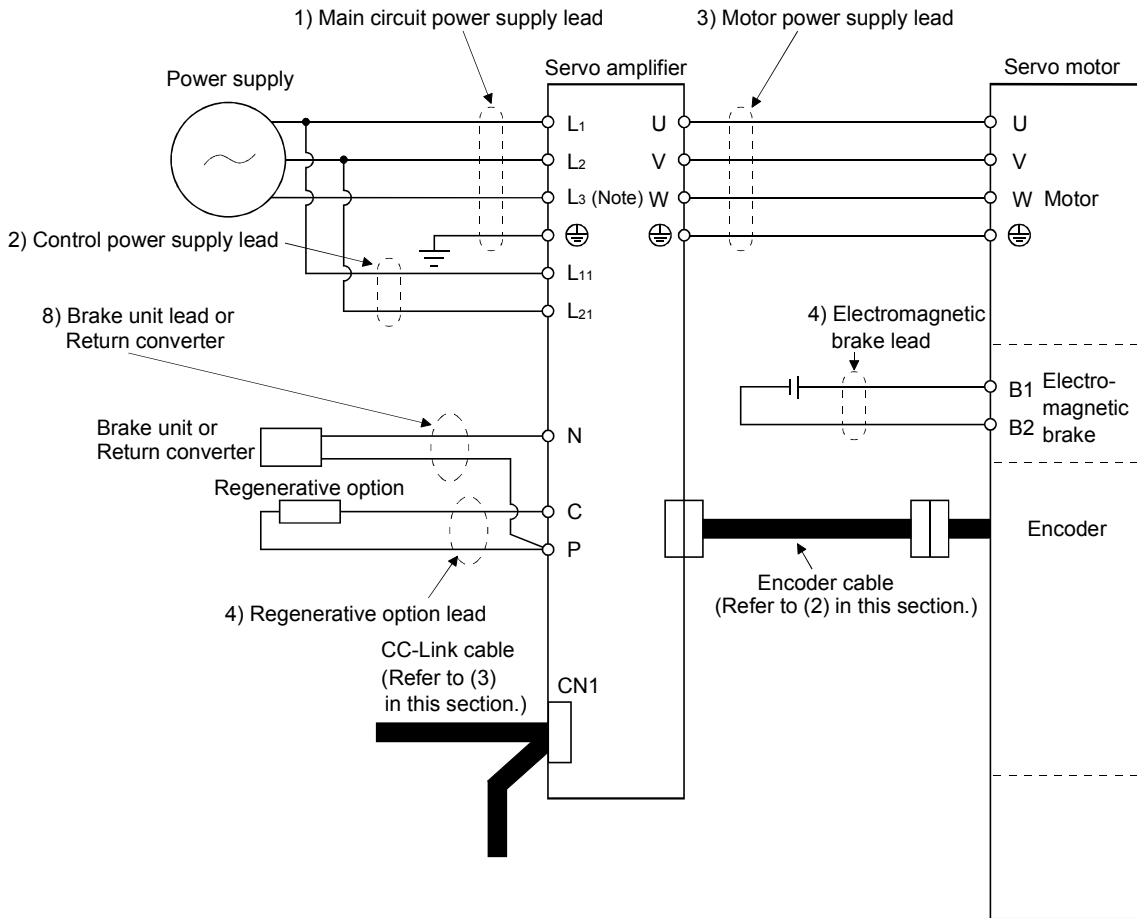 1) Main circuit power supply lead
3) Motor power supply lead
Power supply
Servo amplifier
Servo motor
L1
U
U
L2
V
V
L3 (Note)
W
W
Motor
2) Control power supply lead
L11
L21
8) Brake unit lead or
Return converter
4) Electromagnetic
brake lead
B1
B2
Electro-
magnetic
brake
Brake unit or
Return converter
N
Regenerative option
C
P
4) Regenerative option lead
Encoder
Encoder cable
(Refer to (2) in this section.)
CC-Link cable
(Refer to (3)
in this section.)
CN1